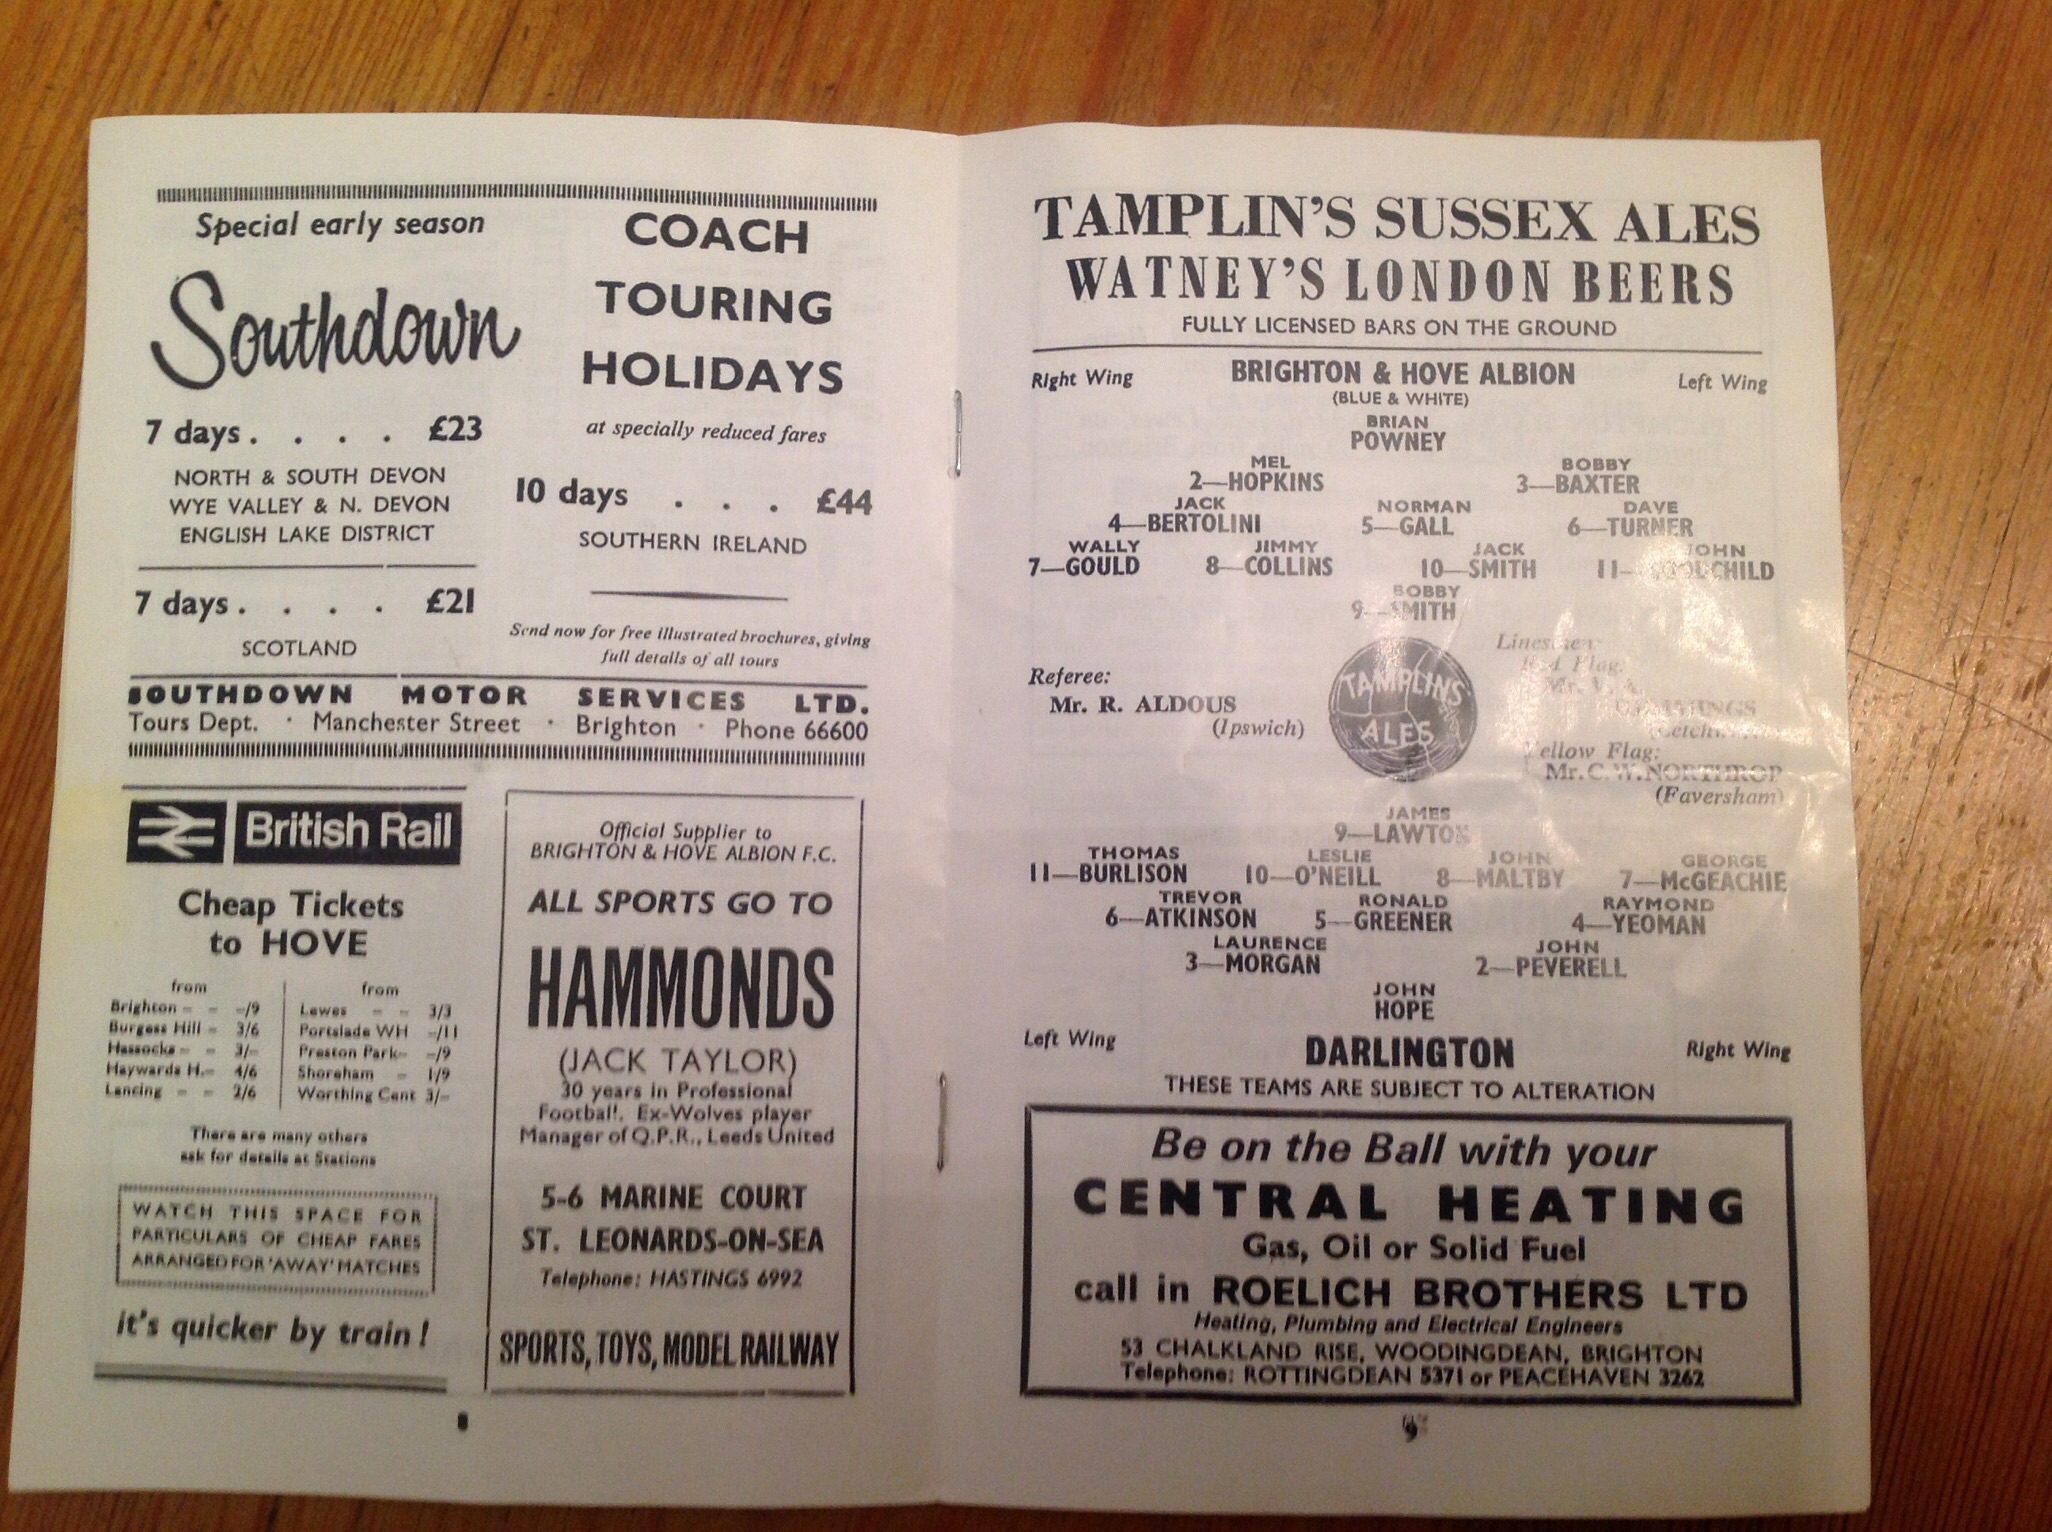 Special early season
Southdown
COACH
TOURING
HOLIDAYS
at specially reduced fares
7 days . . . . £23
NORTH & SOUTH DEVON
WYE VALLEY & N. DEVON
ENGLISH LAKE DISTRICT
7 days . . . . £21
SCOTLAND
10 days . . . £44
SOUTHERN IRELAND
Send now for free illustrated brochures, giving
full details of all tours
SOUTHDOWN MOTOR SERVICES LTD.
Tours Dept. · Manchester Street · Brighton · Phone 66600
British Rail
Cheap Tickets
to HOVE
from
Brighton - - -/9
Burgess Hill - 3/6
Hassocks - - 3/-
Haywards H.- 4/6
Lancing - - 2/6
from
Lewes - - 3/3
Portslade WH -/11
Preston Park- -/9
Shoreham - 1/9
Worthing Cent 3/-
There are many others
ask for details at Stations
WATCH THIS SPACE FOR
PARTICULARS OF CHEAP FARES
ARRANGED FOR 'AWAY' MATCHES
it's quicker by train!
Official Supplier to
BRIGHTON & HOVE ALBION F.C.
ALL SPORTS GO TO
HAMMONDS
(JACK TAYLOR)
30 years in Professional
Football. Ex-Wolves player
Manager of Q.P.R., Leeds United
5-6 MARINE COURT
ST. LEONARDS-ON-SEA
Telephone: HASTINGS 6992
SPORTS, TOYS, MODEL RAILWAY
8
TAMPLIN'S SUSSEX ALES
WATNEY'S LONDON BEERS
FULLY LICENSED BARS ON THE GROUND
Right Wing BRIGHTON & HOVE ALBION Left Wing
(BLUE & WHITE)
BRIAN
POWNEY
MEL BOBBY
2—HOPKINS 3—BAXTER
JACK NORMAN DAVE
4—BERTOLINI 5—GALL 6—TURNER
WALLY JIMMY JACK JOHN
7—GOULD 8—COLLINS 10—SMITH 11—GOODCHILD
BOBBY
9—SMITH
Referee:
Mr. R. ALDOUS
(Ipswich)
TAMPLINS
ALES
Linesmen:
Red Flag:
Mr.
Yellow Flag:
Mr. C. W. NORTHROP
(Faversham)
JAMES
9—LAWTON
THOMAS LESLIE JOHN GEORGE
11—BURLISON 10—O'NEILL 8—MALTBY 7—McGEACHIE
TREVOR RONALD RAYMOND
6—ATKINSON 5—GREENER 4—YEOMAN
LAURENCE JOHN
3—MORGAN 2—PEVERELL
JOHN
HOPE
Left Wing DARLINGTON Right Wing
THESE TEAMS ARE SUBJECT TO ALTERATION
Be on the Ball with your
CENTRAL HEATING
Gas, Oil or Solid Fuel
call in ROELICH BROTHERS LTD
Heating, Plumbing and Electrical Engineers
53 CHALKLAND RISE, WOODINGDEAN, BRIGHTON
Telephone: ROTTINGDEAN 5371 or PEACEHAVEN 3262
9